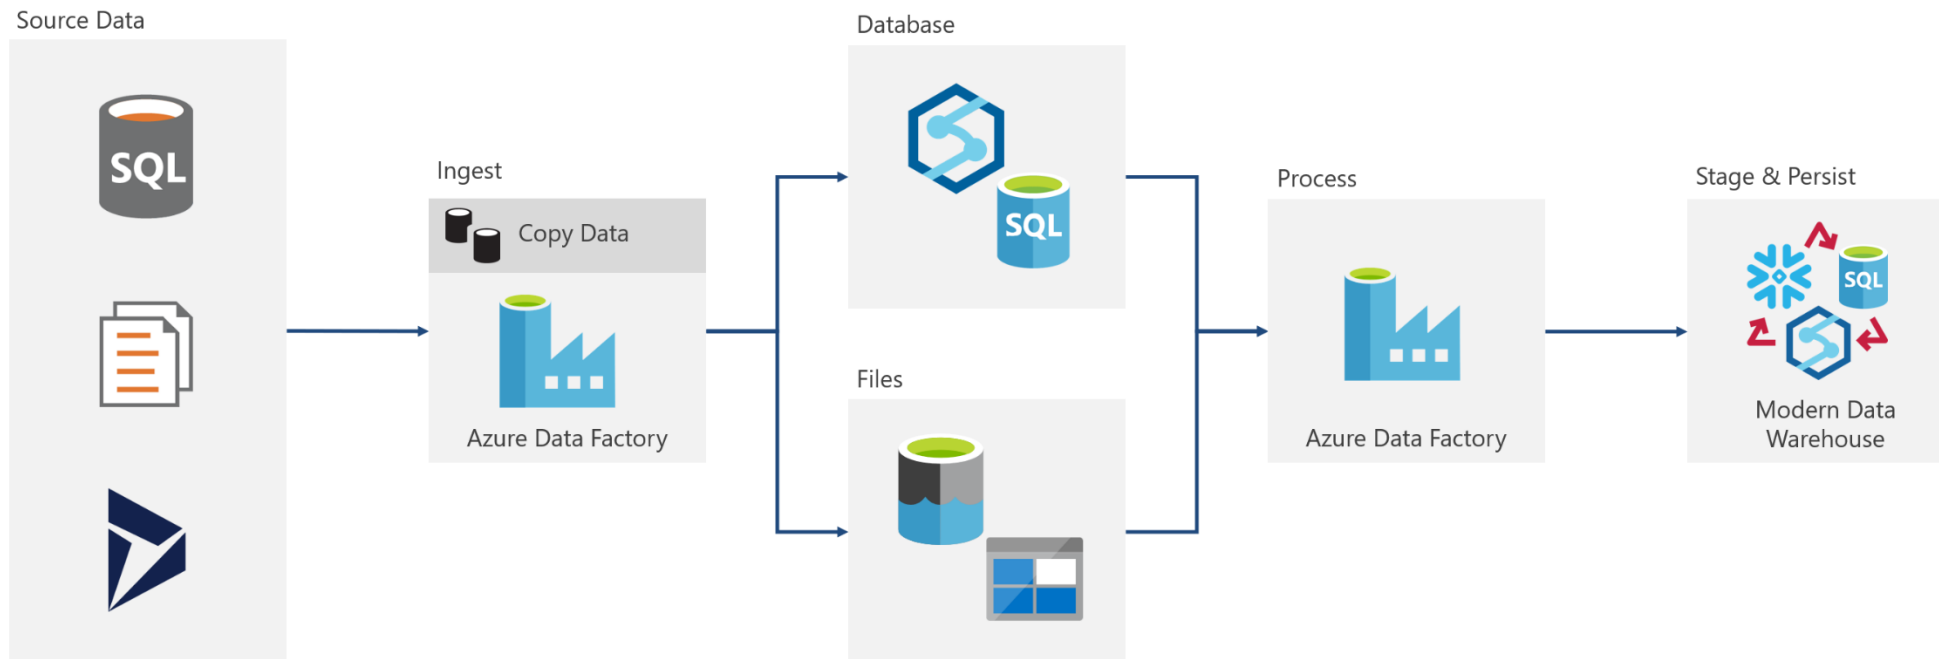 Source Data
SQL
Ingest
Copy Data
Azure Data Factory
Database
SQL
Files
Process
Azure Data Factory
Stage & Persist
SQL
Modern Data
Warehouse